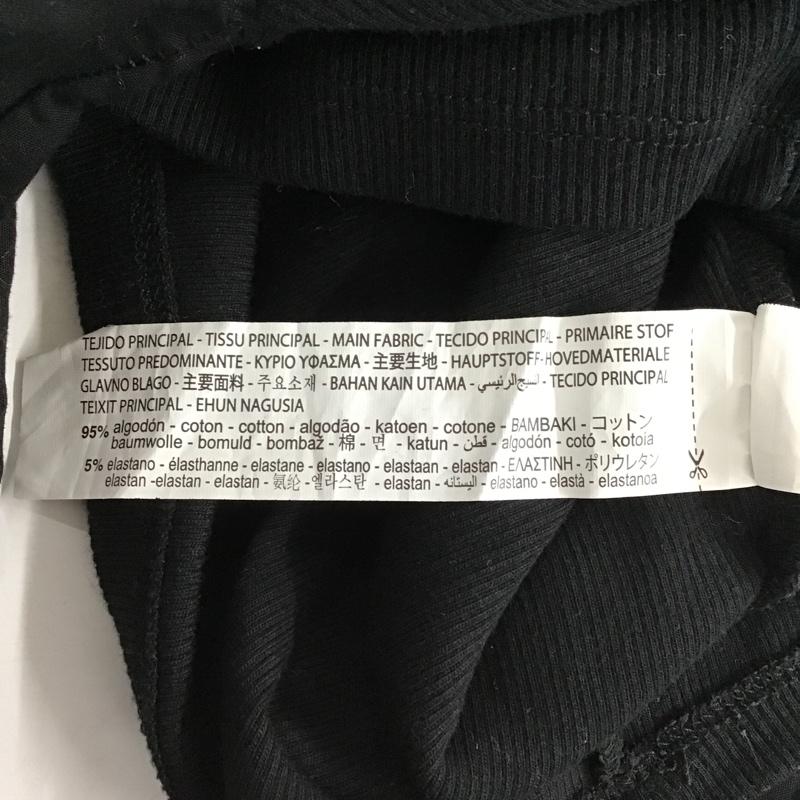 TEJIDO PRINCIPAL - TISSU PRINCIPAL - MAIN FABRIC - TECIDO PRINCIPAL - PRIMAIRE STOF
TESSUTO PREDOMINANTE - ΚΥΡΙΟ ΥΦΑΣΜΑ - 主要生地 - HAUPTSTOFF-HOVEDMATERIALE
GLAVNO BLAGO - 主要面料 - 주요소재 - BAHAN KAIN UTAMA - النسيج الرئيسي - TECIDO PRINCIPAL
TEIXIT PRINCIPAL - EHUN NAGUSIA
95% algodón - coton - cotton - algodão - katoen - cotone - BAMBAKI - コットン
baumwolle - bomuld - bombaž - 棉 - 면 - katun - قطن - algodón - cotó - kotoia
5% elastano - élasthanne - elastane - elastano - elastaan - elastan - ΕΛΑΣΤΙΝΗ - ポリウレタン
elastan -elastan - elastan - 氨纶 -엘라스탄 - elastan - اليستانه - elastano - elastà - elastanoa